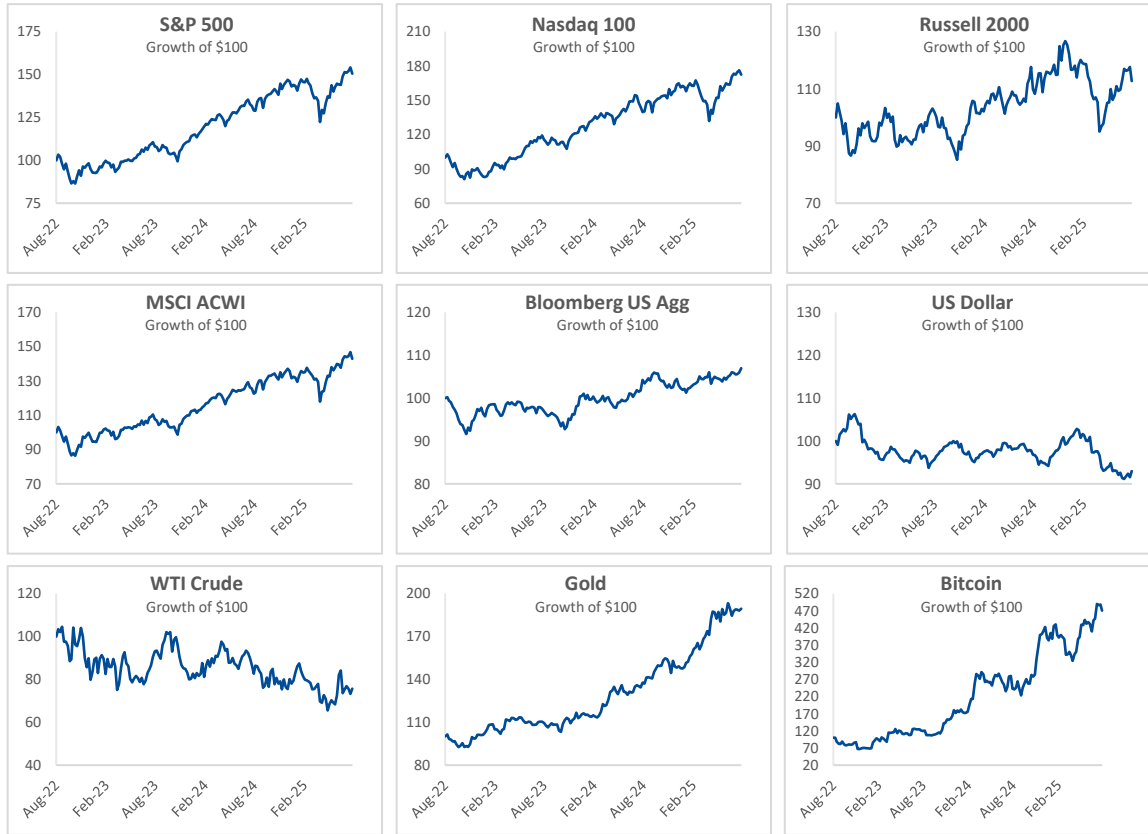 S&P 500
Growth of $100
175
150
125
100
75
Aug-22
Feb-23
Aug-23
Feb-24
Aug-24
Feb-25
Nasdaq 100
Growth of $100
210
180
150
120
90
60
Aug-22
Feb-23
Aug-23
Feb-24
Aug-24
Feb-25
Russell 2000
Growth of $100
130
110
90
70
Aug-22
Feb-23
Aug-23
Feb-24
Aug-24
Feb-25
MSCI ACWI
Growth of $100
170
150
130
110
90
70
Aug-22
Feb-23
Aug-23
Feb-24
Aug-24
Feb-25
Bloomberg US Agg
Growth of $100
120
110
100
90
80
Aug-22
Feb-23
Aug-23
Feb-24
Aug-24
Feb-25
US Dollar
Growth of $100
130
120
110
100
90
Aug-22
Feb-23
Aug-23
Feb-24
Aug-24
Feb-25
WTI Crude
Growth of $100
120
100
80
60
40
Aug-22
Feb-23
Aug-23
Feb-24
Aug-24
Feb-25
Gold
Growth of $100
200
170
140
110
80
Aug-22
Feb-23
Aug-23
Feb-24
Aug-24
Feb-25
Bitcoin
Growth of $100
520
470
420
370
320
270
220
170
120
70
20
Aug-22
Feb-23
Aug-23
Feb-24
Aug-24
Feb-25